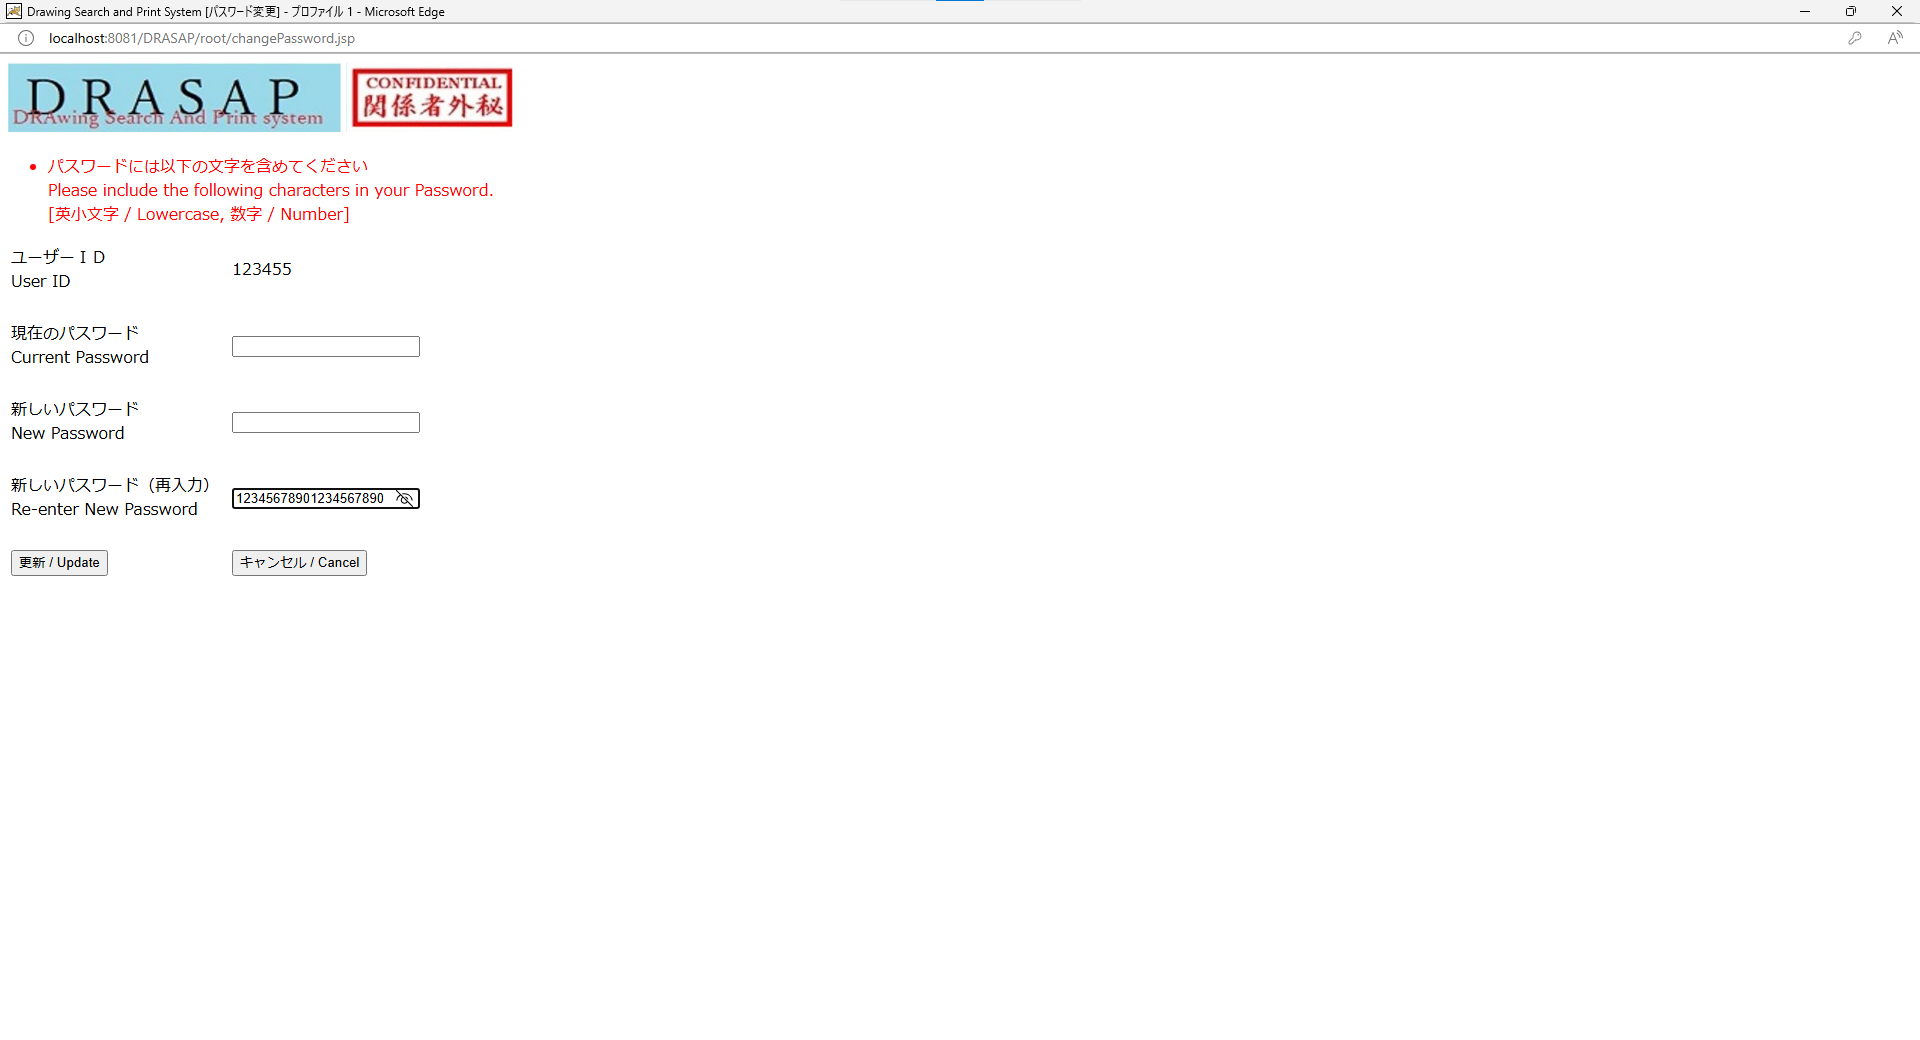 Drawing Search and Print System [パスワード変更] - プロファイル 1 - Microsoft Edge
localhost:8081/DRASAP/root/changePassword.jsp
DRASAP
DRAwing Search And Print system
CONFIDENTIAL
関係者外秘
パスワードには以下の文字を含めてください
Please include the following characters in your Password.
[英小文字 / Lowercase, 数字 / Number]
ユーザーＩＤ
User ID
123455
現在のパスワード
Current Password
新しいパスワード
New Password
新しいパスワード（再入力）
Re-enter New Password
12345678901234567890
更新 / Update
キャンセル / Cancel